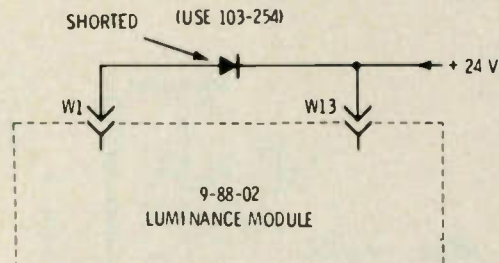 SHORTED (USE 103-254)
+ 24 V
W1 W13
9-88-02
LUMINANCE MODULE